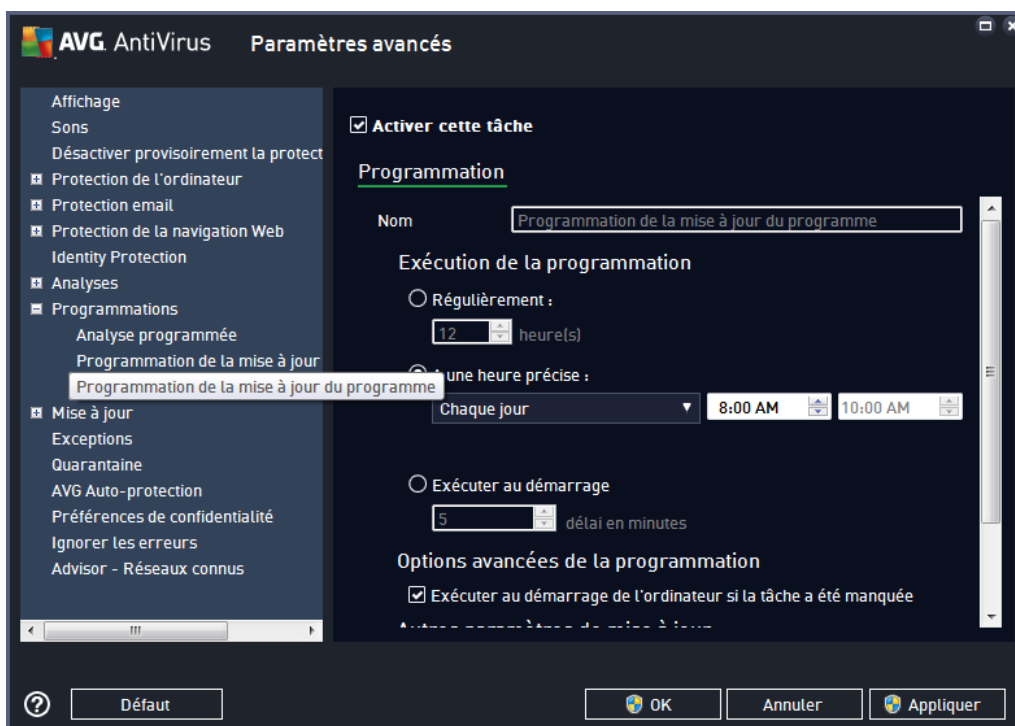 AVG. AntiVirus Paramètres avancés
Affichage
Sons
Désactiver provisoirement la protect
Protection de l'ordinateur
Protection email
Protection de la navigation Web
Identity Protection
Analyses
Programmations
Analyse programmée
Programmation de la mise à jour
Programmation de la mise à jour du programme
Mise à jour
Exceptions
Quarantaine
AVG Auto-protection
Préférences de confidentialité
Ignorer les erreurs
Advisor - Réseaux connus
Activer cette tâche
Programmation
Nom Programmation de la mise à jour du programme
Exécution de la programmation
Régulièrement :
12 heure(s)
une heure précise :
Chaque jour 8:00 AM 10:00 AM
Exécuter au démarrage
5 délai en minutes
Options avancées de la programmation
Exécuter au démarrage de l'ordinateur si la tâche a été manquée
Autres paramètres de mise à jour
Défaut OK Annuler Appliquer